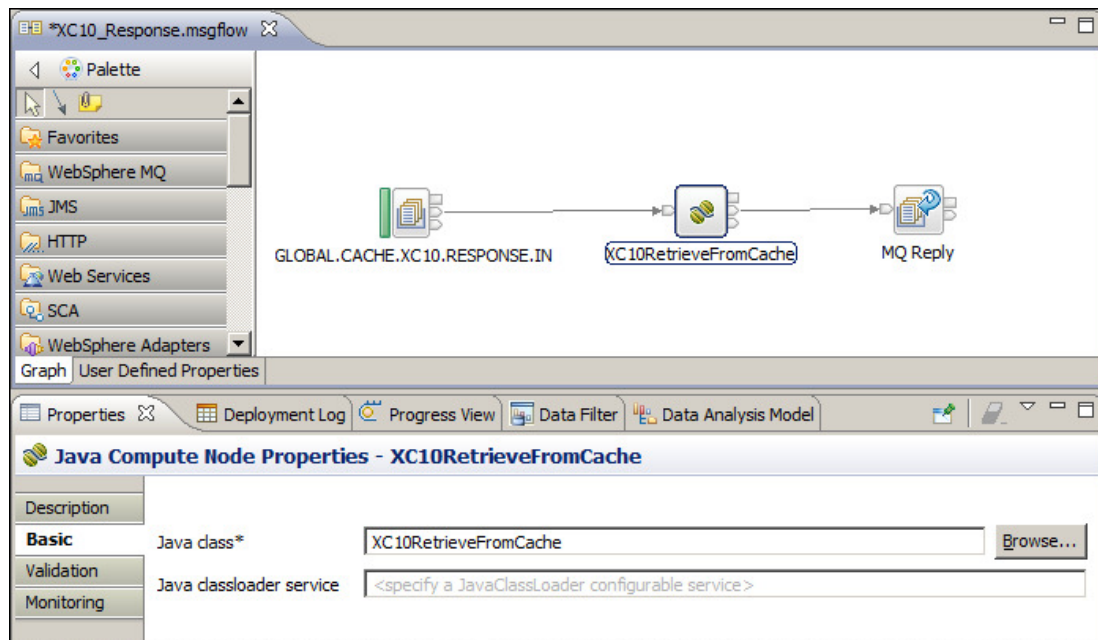 *XC10_Response.msgflow
Palette
Favorites
WebSphere MQ
JMS
HTTP
Web Services
SCA
WebSphere Adapters
GLOBAL.CACHE.XC10.RESPONSE.IN
XC10RetrieveFromCache
MQ Reply
Graph User Defined Properties
Properties Deployment Log Progress View Data Filter Data Analysis Model
Java Compute Node Properties - XC10RetrieveFromCache
Description
Basic
Validation
Monitoring
Java class* XC10RetrieveFromCache Browse...
Java classloader service <specify a JavaClassLoader configurable service>